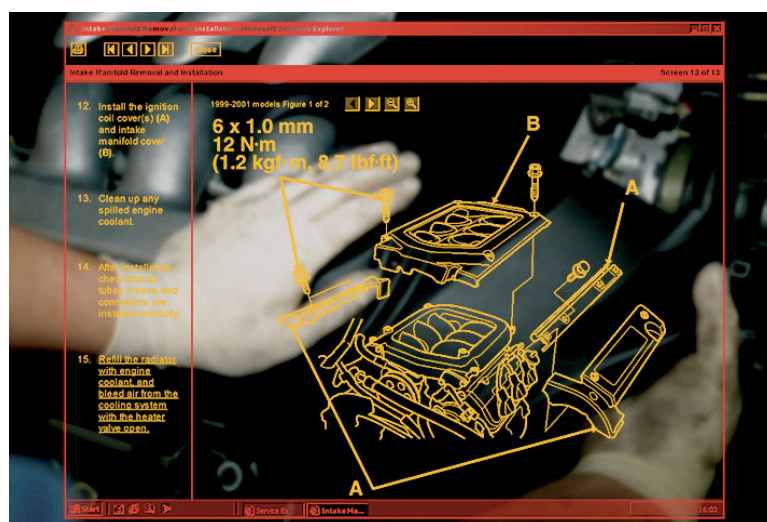 Intake Manifold Removal and Installation Microsoft Internet Explorer
Close
Intake Manifold Removal and Installation
Screen 13 of 13
12. Install the ignition
coil cover(s) (A)
and intake
manifold cover
(B).
13. Clean up any
spilled engine
coolant.
14. After installation,
check that all
tubes, hoses and
connectors are
installed correctly.
15. Refill the radiator
with engine
coolant, and
bleed air from the
cooling system
with the heater
valve open.
1999-2001 models Figure 1 of 2
6 x 1.0 mm
12 N·m
(1.2 kgf·m, 8.7 lbf·ft)
B
A
A
Start
Service Ex...
Intake Ma...
16:03